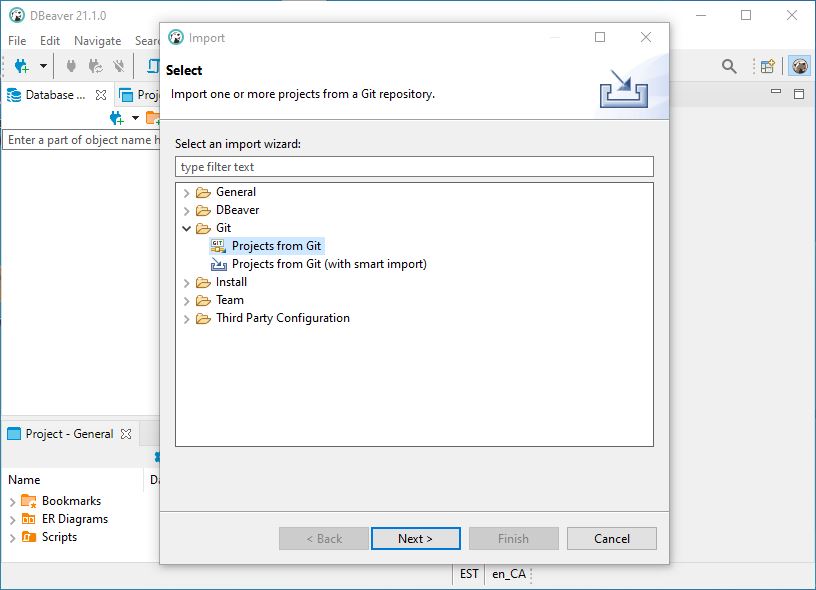 DBeaver 21.1.0
File Edit Navigate Searc
Database ...
Proj
Enter a part of object name h
Project - General
Name
Da
Bookmarks
ER Diagrams
Scripts
EST en_CA
Import
Select
Import one or more projects from a Git repository.
Select an import wizard:
type filter text
General
DBeaver
Git
GIT
Projects from Git
Projects from Git (with smart import)
Install
Team
Third Party Configuration
< Back Next > Finish Cancel